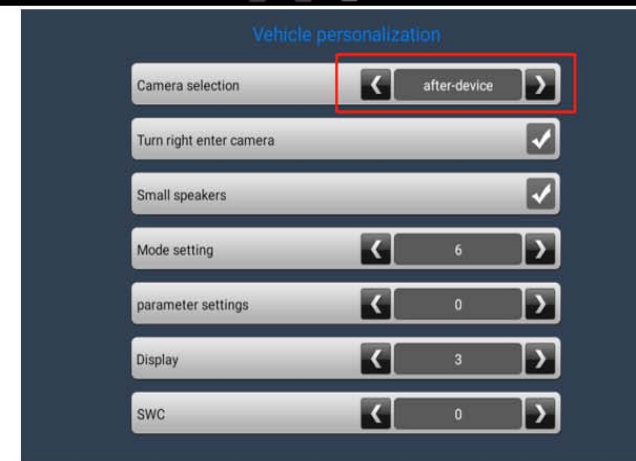 Vehicle personalization
Camera selection after-device
Turn right enter camera
Small speakers
Mode setting 6
parameter settings 0
Display 3
SWC 0